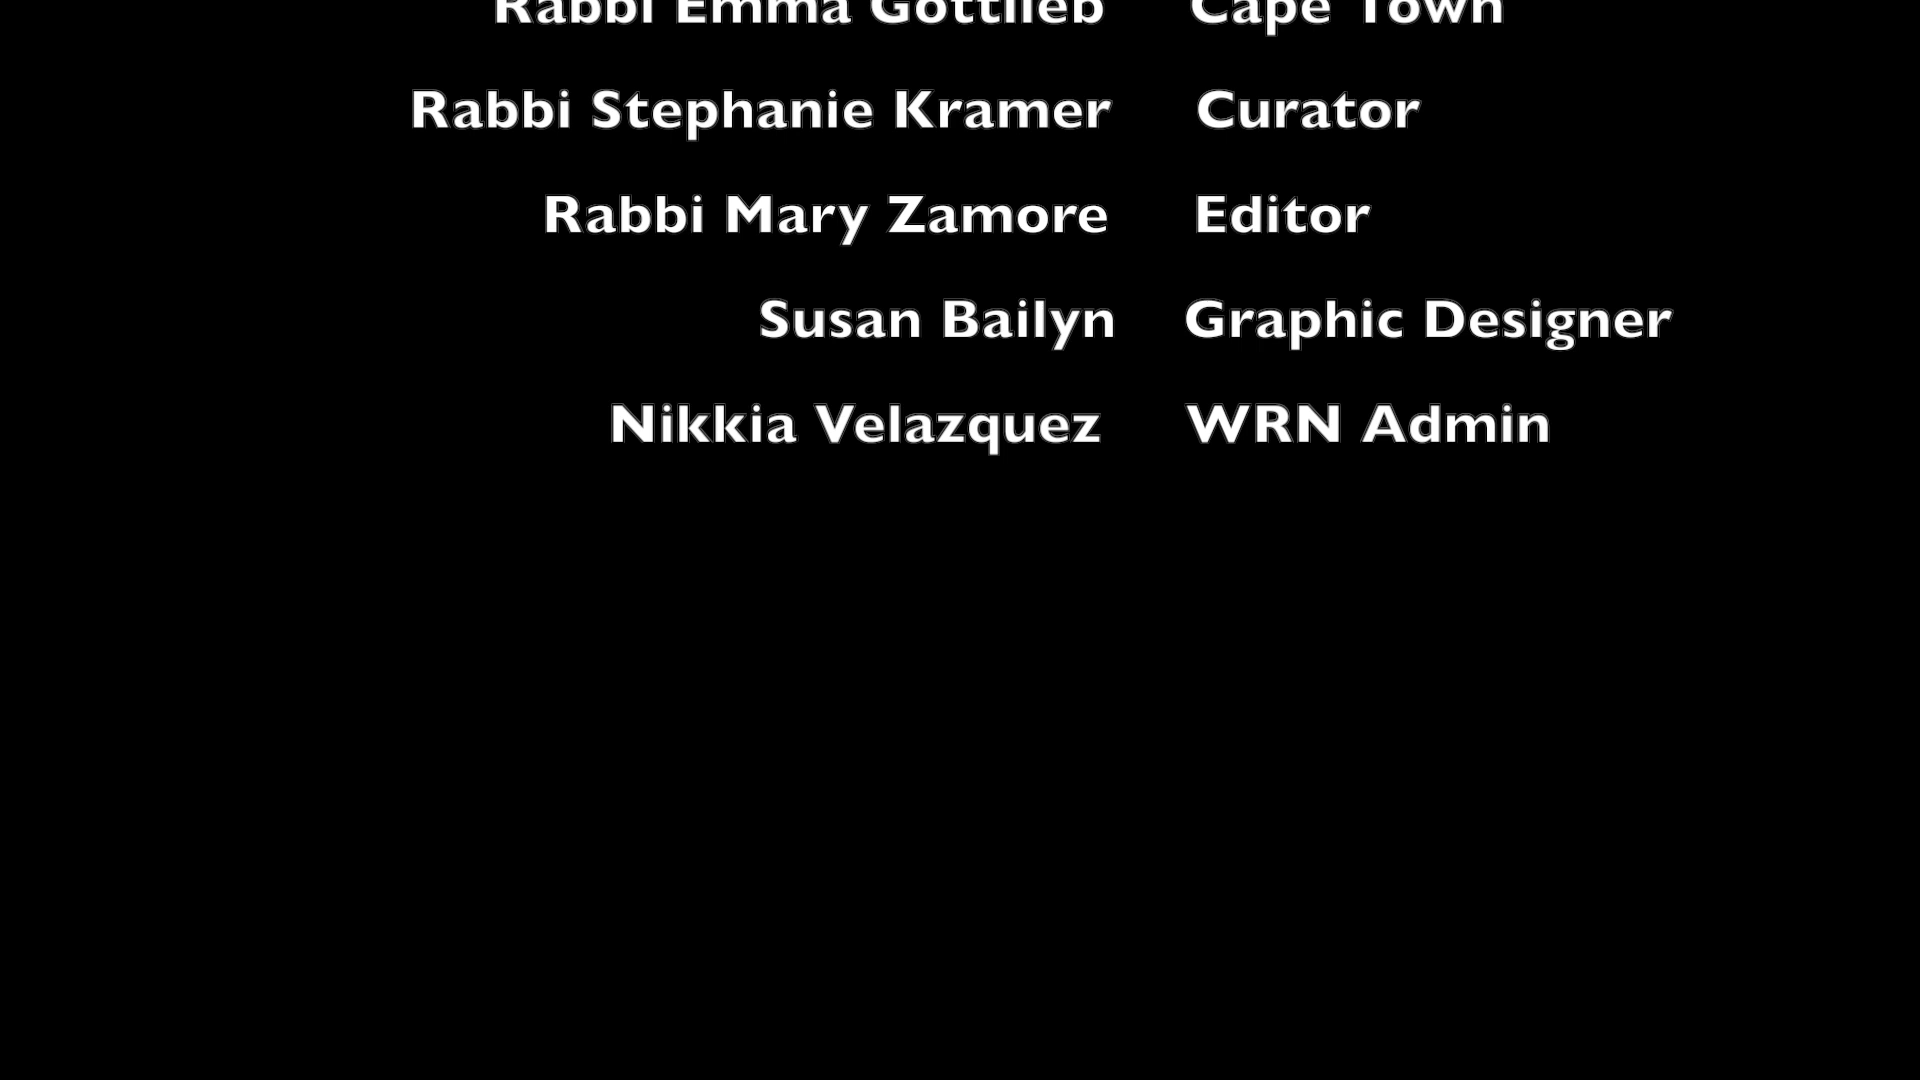 Rabbi Emma Gottlieb Cape Town
Rabbi Stephanie Kramer Curator
Rabbi Mary Zamore Editor
Susan Bailyn Graphic Designer
Nikkia Velazquez WRN Admin